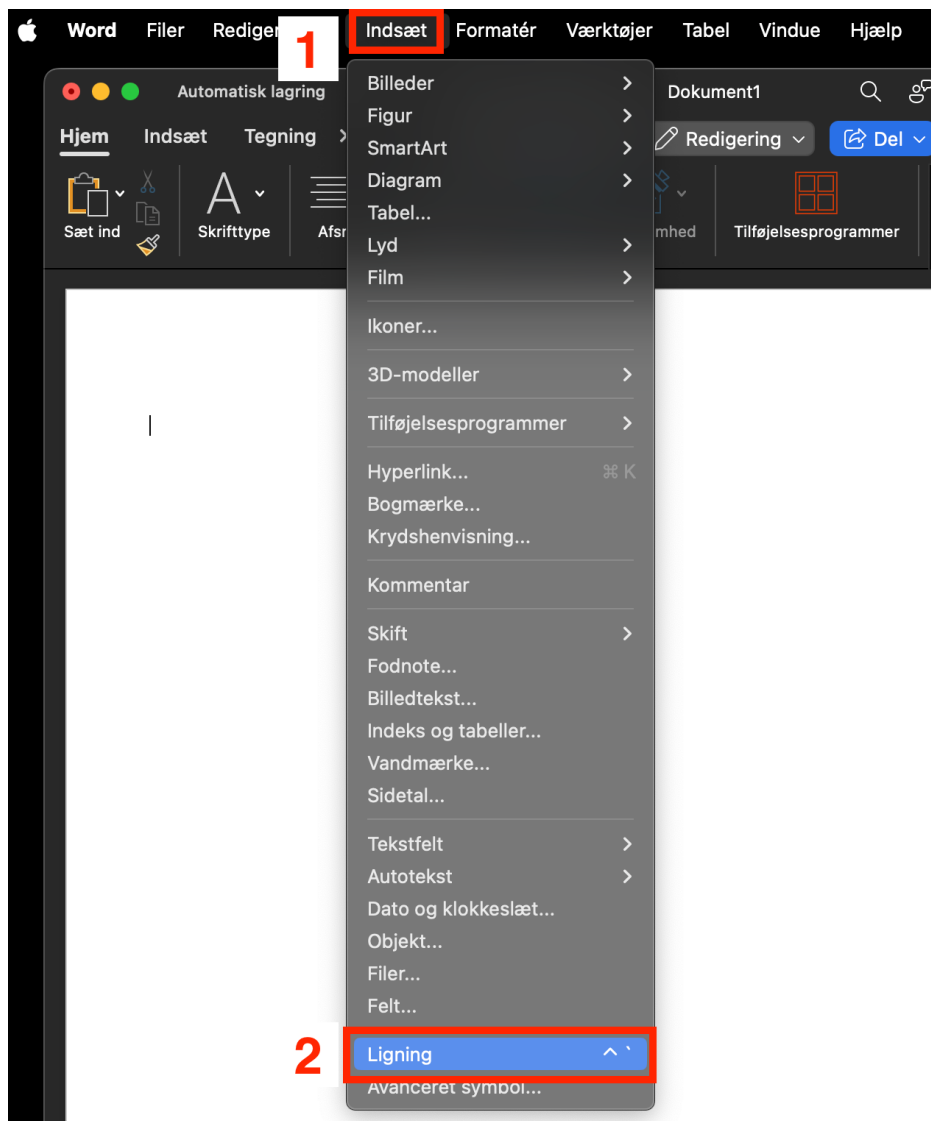 Word Filer Rediger Indsæt Formatér Værktøjer Tabel Vindue Hjælp
1
Automatisk lagring Dokument1
Hjem Indsæt Tegning Redigering Del
Sæt ind Skrifttype Afsn mhed Tilføjelsesprogrammer
Billeder
Figur
SmartArt
Diagram
Tabel...
Lyd
Film
Ikoner...
3D-modeller
Tilføjelsesprogrammer
Hyperlink... ⌘ K
Bogmærke...
Krydshenvisning...
Kommentar
Skift
Fodnote...
Billedtekst...
Indeks og tabeller...
Vandmærke...
Sidetal...
Tekstfelt
Autotekst
Dato og klokkeslæt...
Objekt...
Filer...
Felt...
2 Ligning ^ `
Avanceret symbol...